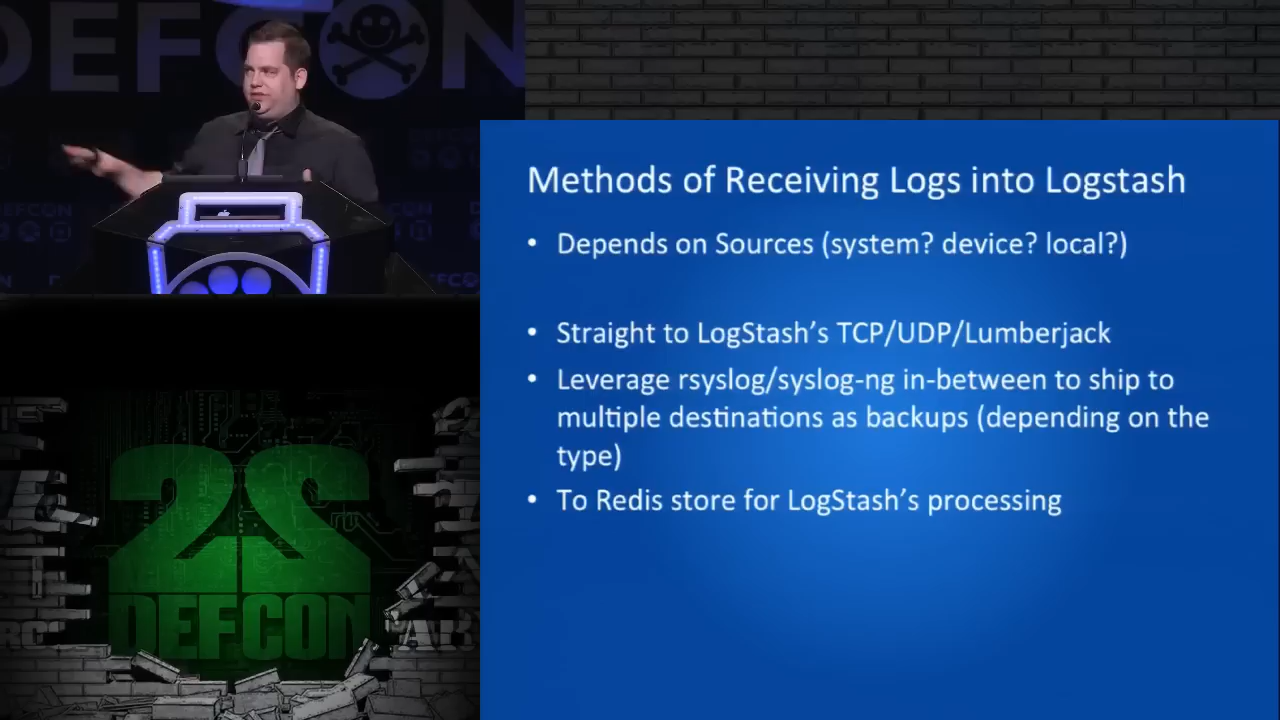 DEFCON
Methods of Receiving Logs into Logstash
• Depends on Sources (system? device? local?)
• Straight to LogStash’s TCP/UDP/Lumberjack
• Leverage rsyslog/syslog-ng in-between to ship to
multiple destinations as backups (depending on the
type)
• To Redis store for LogStash’s processing
22
DEFCON